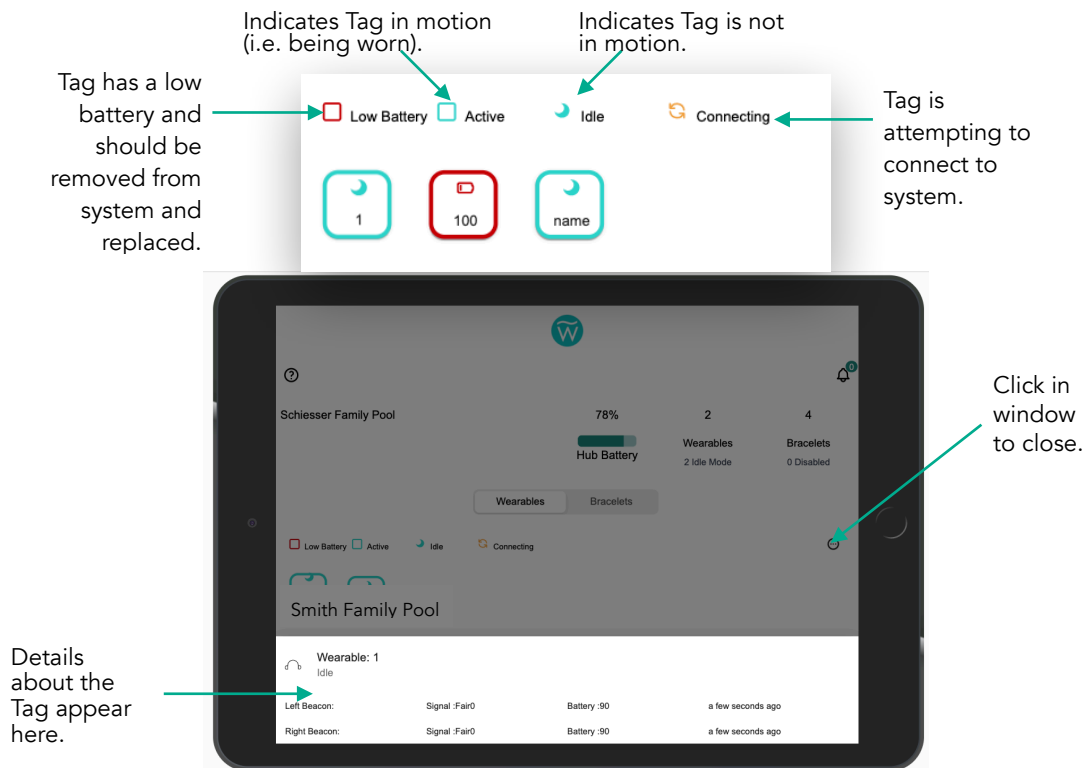 Indicates Tag in motion
(i.e. being worn).
Indicates Tag is not
in motion.
Tag has a low
battery and
should be
removed from
system and
replaced.
Low Battery
Active
Idle
Connecting
Tag is
attempting to
connect to
system.
1
100
name
W
0
Schiesser Family Pool
78%
2
4
Hub Battery
Wearables
Bracelets
2 Idle Mode
0 Disabled
Click in
window
to close.
Wearables
Bracelets
Low Battery
Active
Idle
Connecting
Smith Family Pool
Details
about the
Tag appear
here.
Wearable: 1
Idle
Left Beacon:
Signal :Fair0
Battery :90
a few seconds ago
Right Beacon:
Signal :Fair0
Battery :90
a few seconds ago